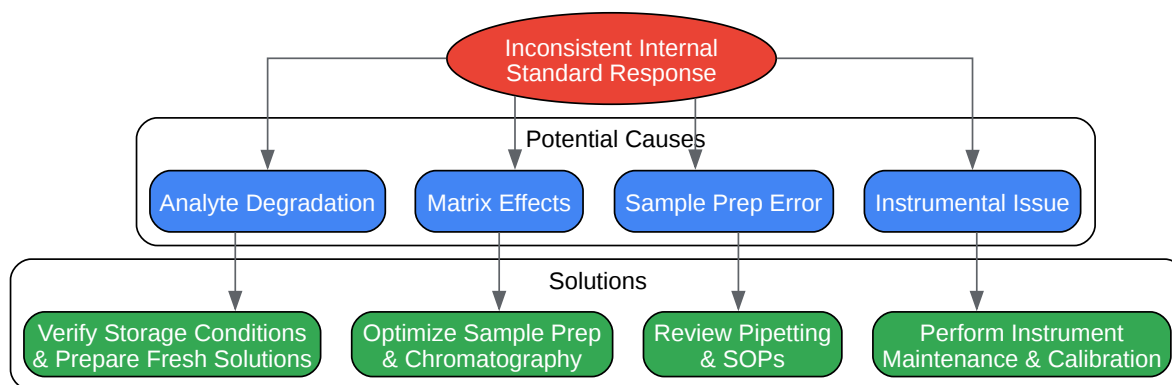 Inconsistent Internal
Standard Response
Potential Causes
Analyte Degradation
Matrix Effects
Sample Prep Error
Instrumental Issue
Solutions
Verify Storage Conditions
& Prepare Fresh Solutions
Optimize Sample Prep
& Chromatography
Review Pipetting
& SOPs
Perform Instrument
Maintenance & Calibration